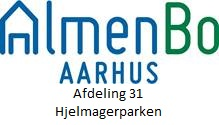 AlmenBo
AARHUS
Afdeling 31
Hjelmagerparken